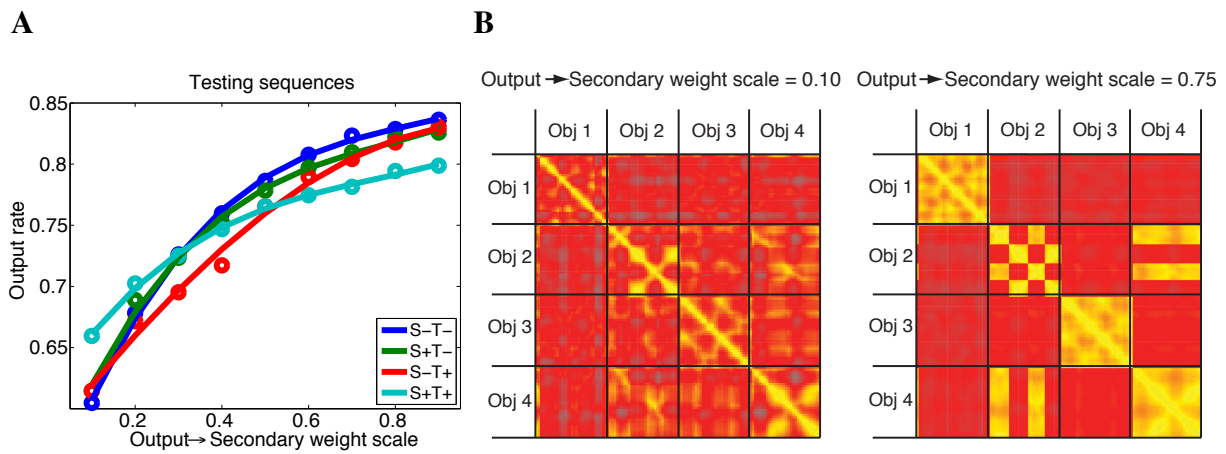 A
Testing sequences
0.85
0.8
0.75
0.7
0.65
Output rate
0.2
0.4
0.6
0.8
Output→Secondary weight scale
S−T−
S+T−
S−T+
S+T+
B
Output→Secondary weight scale = 0.10
Obj 1 Obj 2 Obj 3 Obj 4
Obj 1
Obj 2
Obj 3
Obj 4
Output→Secondary weight scale = 0.75
Obj 1 Obj 2 Obj 3 Obj 4
Obj 1
Obj 2
Obj 3
Obj 4